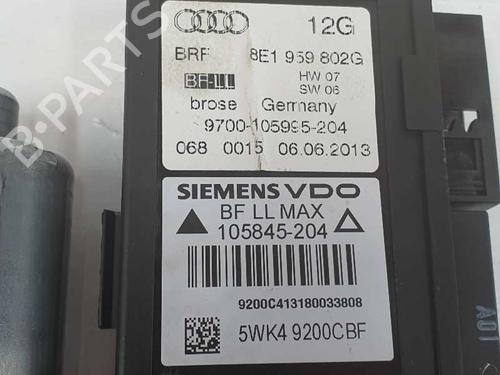 12G
BRF 8E1 959 802G
BF-LL HW 07
SW 06
brose Germany
9700-105995-204
068 0015 06.06.2013
SIEMENS VDO
BF LL MAX
105845-204
9200C413180033808
5WK4 9200CBF
A01
B-PARTS